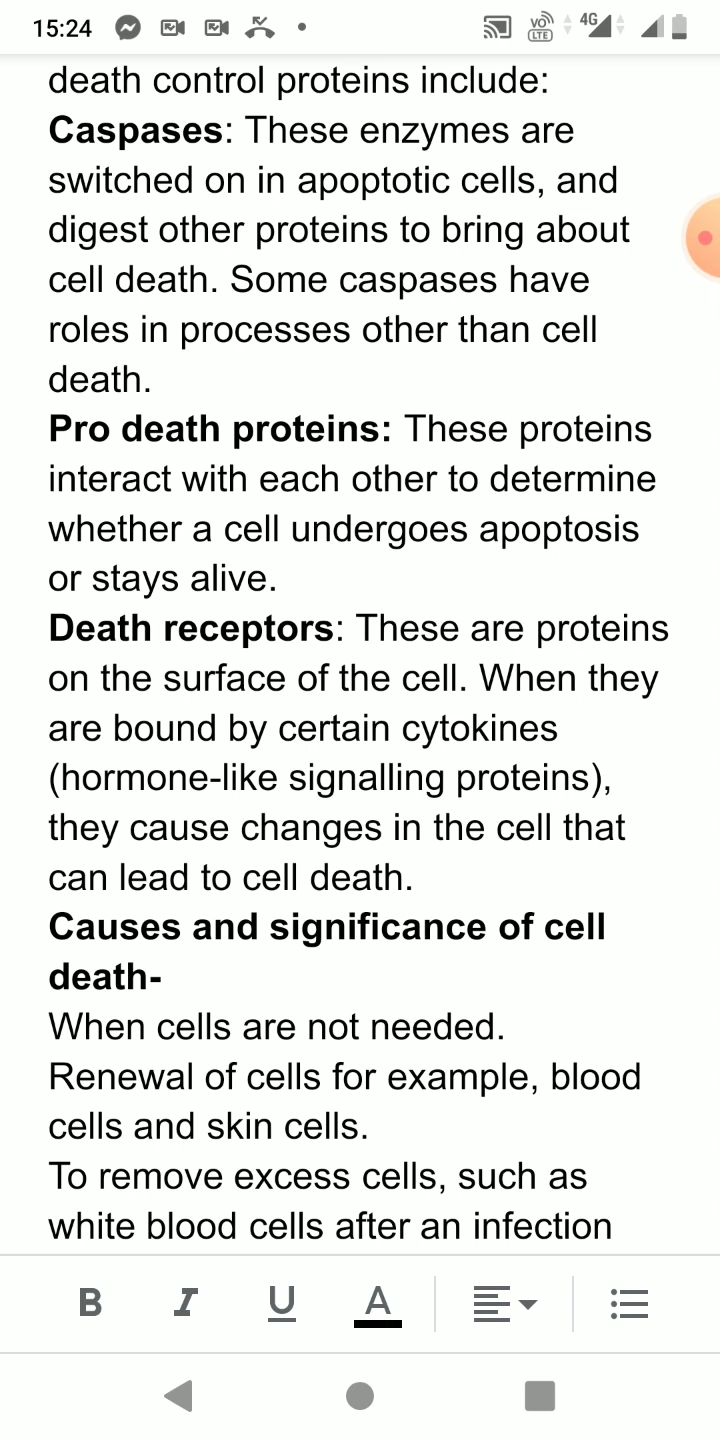 15:24
VO
LTE
4G
death control proteins include:
Caspases: These enzymes are
switched on in apoptotic cells, and
digest other proteins to bring about
cell death. Some caspases have
roles in processes other than cell
death.
Pro death proteins: These proteins
interact with each other to determine
whether a cell undergoes apoptosis
or stays alive.
Death receptors: These are proteins
on the surface of the cell. When they
are bound by certain cytokines
(hormone-like signalling proteins),
they cause changes in the cell that
can lead to cell death.
Causes and significance of cell
death-
When cells are not needed.
Renewal of cells for example, blood
cells and skin cells.
To remove excess cells, such as
white blood cells after an infection
B I U A